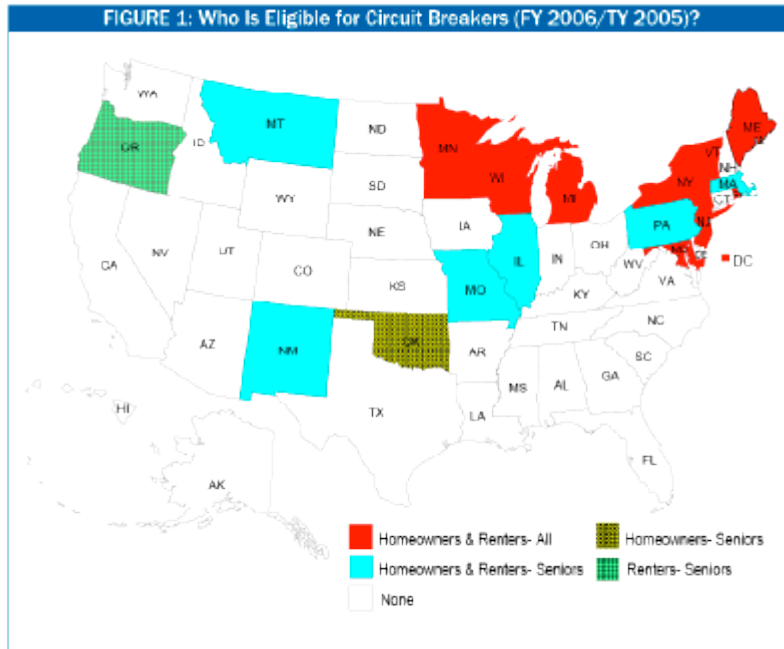 FIGURE 1: Who Is Eligible for Circuit Breakers (FY 2006/TY 2005)?
WA
MT
ND
MN
ME
OR
ID
VT
NH
SD
WI
MI
NY
MA
WY
CT
IA
PA
NJ
NE
NV
OH
UT
IL
IN
DC
CA
CO
WV
KS
MO
VA
KY
NC
TN
AZ
NM
OK
AR
SC
MS
AL
GA
HI
TX
LA
FL
AK
Homeowners & Renters- All
Homeowners- Seniors
Homeowners & Renters- Seniors
Renters- Seniors
None